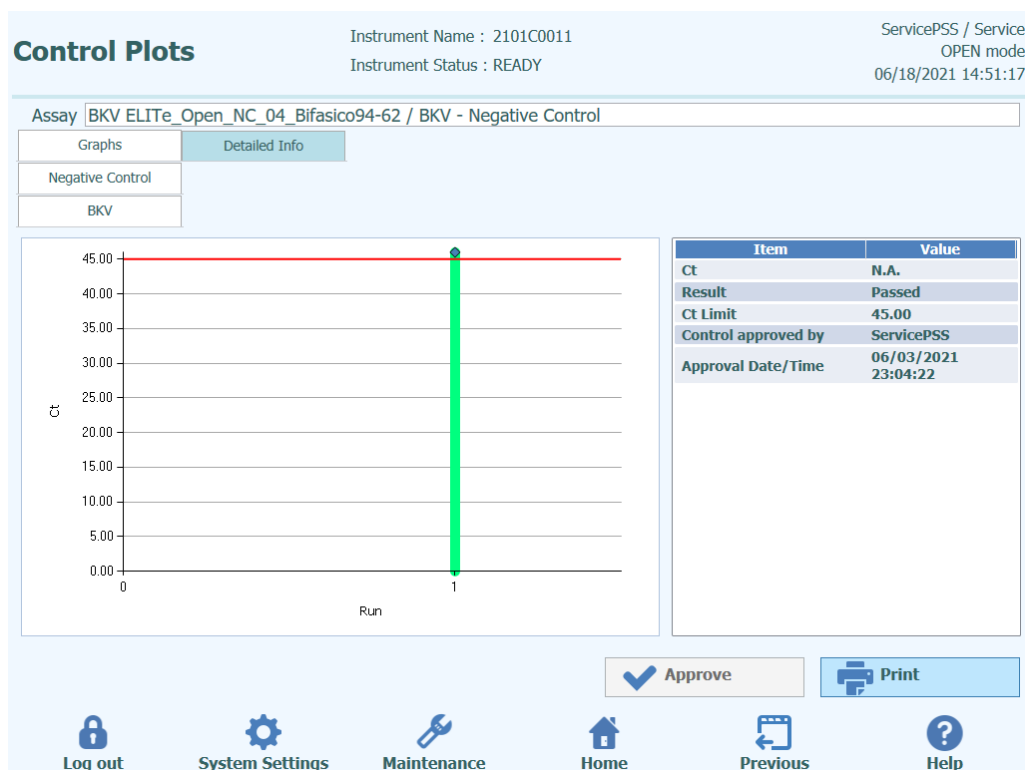 Control Plots
Instrument Name : 2101C0011
Instrument Status : READY
ServicePSS / Service
OPEN mode
06/18/2021 14:51:17
Assay BKV ELITe_Open_NC_04_Bifasico94-62 / BKV - Negative Control
Graphs Detailed Info
Negative Control
BKV
45.00
40.00
35.00
30.00
25.00
20.00
15.00
10.00
5.00
0.00
Ct
0 1
Run
Item Value
Ct N.A.
Result Passed
Ct Limit 45.00
Control approved by ServicePSS
Approval Date/Time 06/03/2021
23:04:22
Approve Print
Log out System Settings Maintenance Home Previous Help